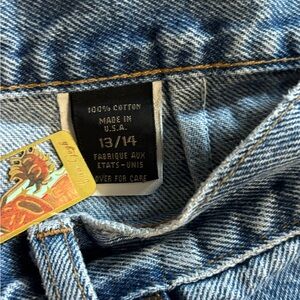 100% COTTON
MADE IN
U.S.A.
13/14
FABRIQUE AUX
ETATS-UNIS
OVER FOR CARE